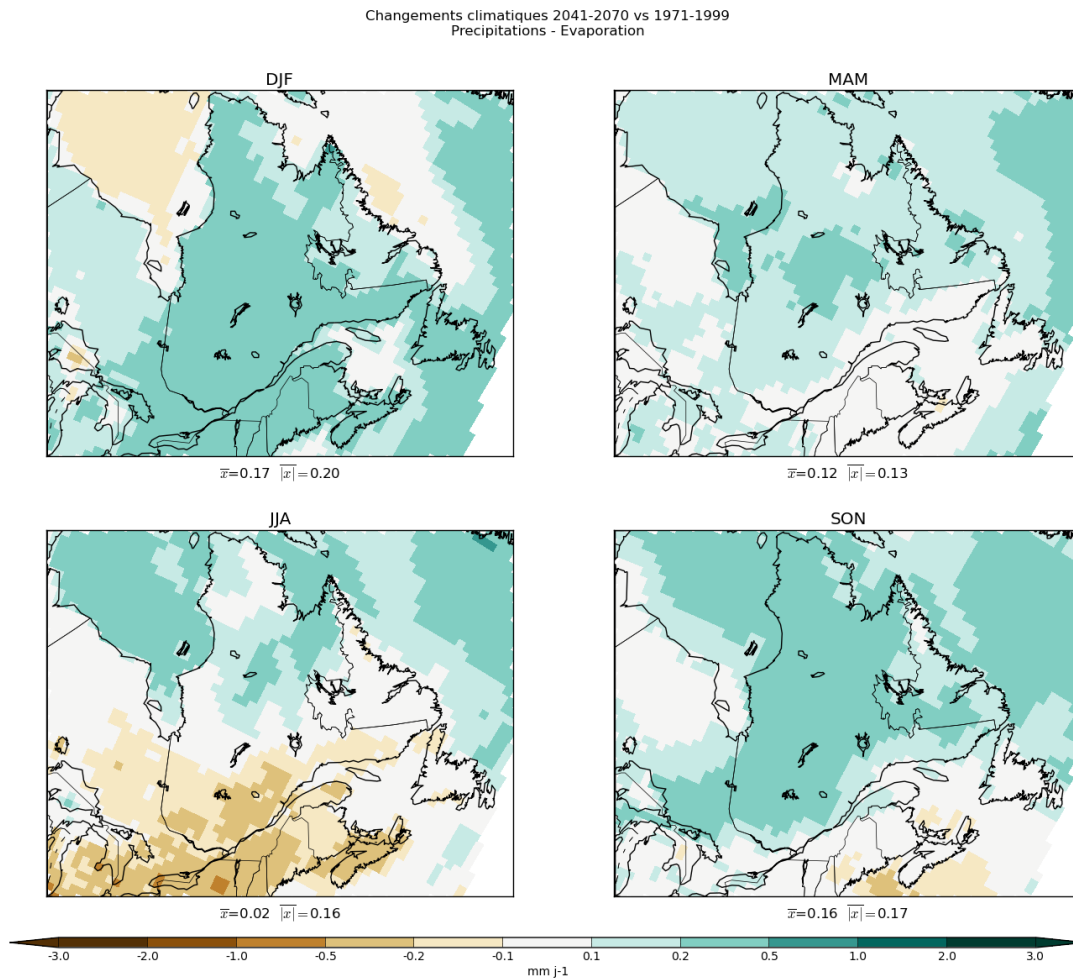 Changements climatiques 2041-2070 vs 1971-1999
Precipitations - Evaporation
DJF
MAM
x̅=0.17 |x|̅=0.20
x̅=0.12 |x|̅=0.13
JJA
SON
x̅=0.02 |x|̅=0.16
x̅=0.16 |x|̅=0.17
-3.0 -2.0 -1.0 -0.5 -0.2 -0.1 0.1 0.2 0.5 1.0 2.0 3.0
mm j-1